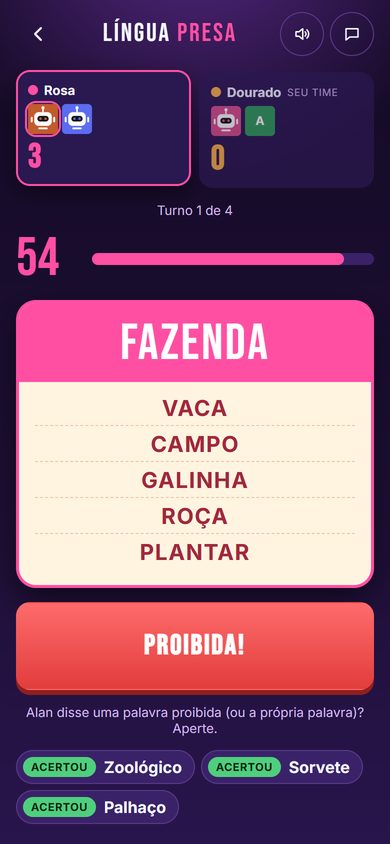 LÍNGUA PRESA
Rosa
3
Dourado SEU TIME
A
0
Turno 1 de 4
54
FAZENDA
VACA
CAMPO
GALINHA
ROÇA
PLANTAR
PROIBIDA!
Alan disse uma palavra proibida (ou a própria palavra)?
Aperte.
ACERTOU Zoológico
ACERTOU Sorvete
ACERTOU Palhaço